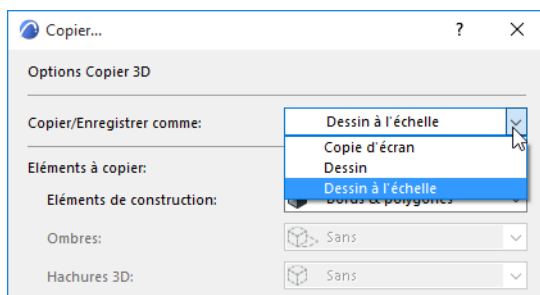 Copier...
?
Options Copier 3D
Copier/Enregistrer comme: Dessin à l'échelle
Copie d'écran
Dessin
Dessin à l'échelle
Eléments à copier:
Eléments de construction: Bords & polygones
Ombres: Sans
Hachures 3D: Sans